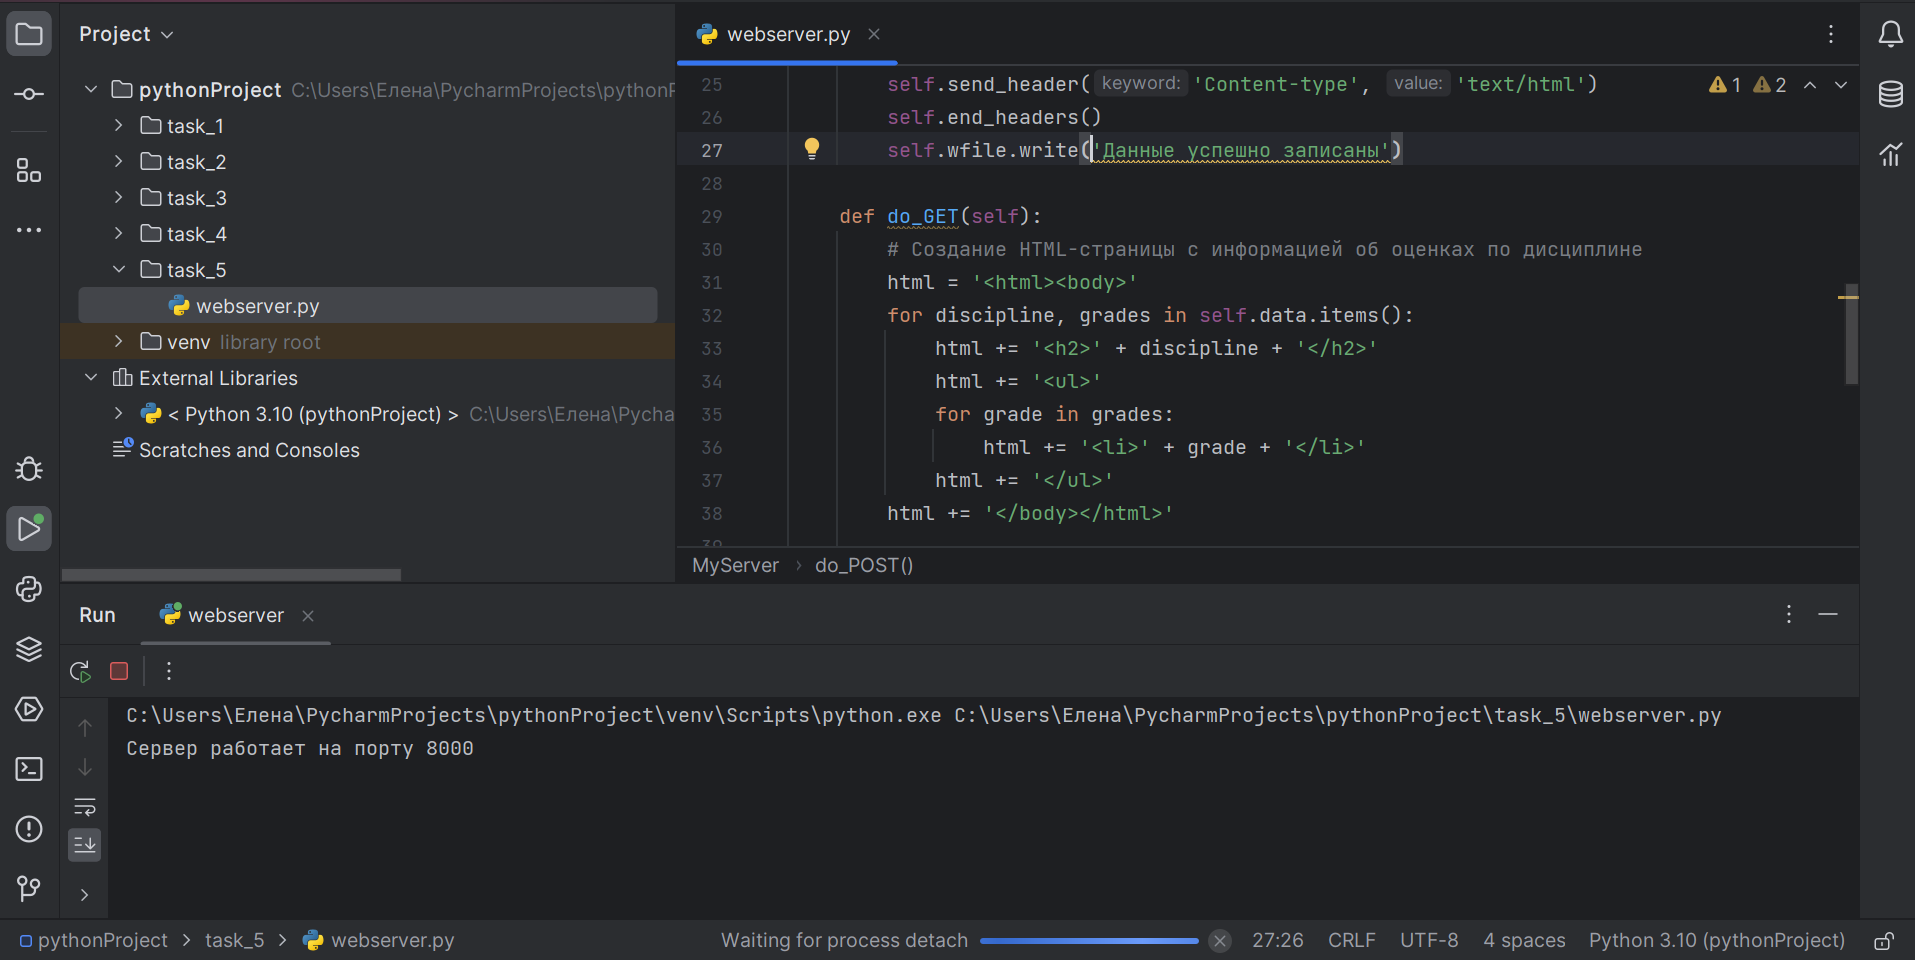 Project
pythonProject C:\Users\Елена\PycharmProjects\pythonP
task_1
task_2
task_3
task_4
task_5
webserver.py
venv library root
External Libraries
< Python 3.10 (pythonProject) > C:\Users\Елена\Pycha
Scratches and Consoles
webserver.py
25 self.send_header( keyword: 'Content-type', value: 'text/html')
1 2
26 self.end_headers()
27 self.wfile.write('Данные успешно записаны')
28
29 def do_GET(self):
30 # Создание HTML-страницы с информацией об оценках по дисциплине
31 html = '<html><body>'
32 for discipline, grades in self.data.items():
33 html += '<h2>' + discipline + '</h2>'
34 html += '<ul>'
35 for grade in grades:
36 html += '<li>' + grade + '</li>'
37 html += '</ul>'
38 html += '</body></html>'
39
MyServer › do_POST()
Run webserver
C:\Users\Елена\PycharmProjects\pythonProject\venv\Scripts\python.exe C:\Users\Елена\PycharmProjects\pythonProject\task_5\webserver.py
Сервер работает на порту 8000
pythonProject > task_5 > webserver.py Waiting for process detach 27:26 CRLF UTF-8 4 spaces Python 3.10 (pythonProject)